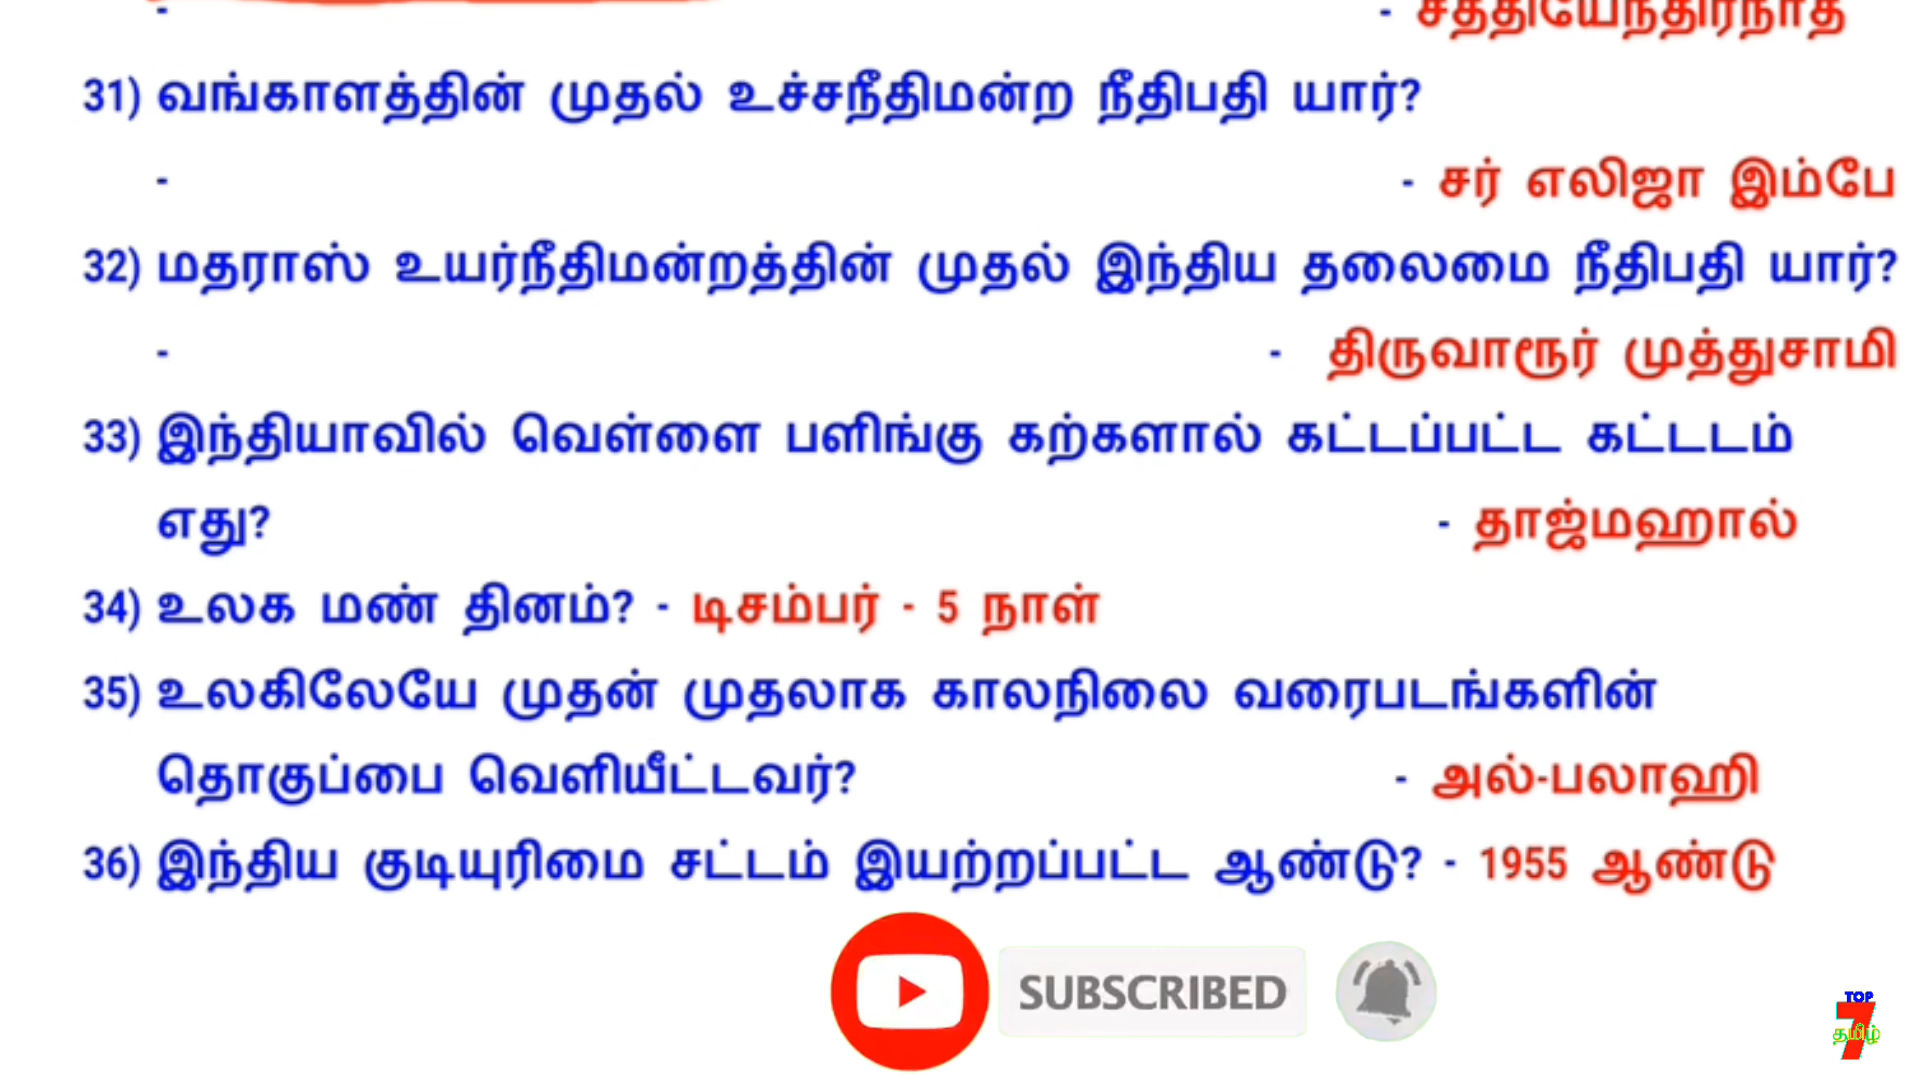 - - சத்தியேந்திரநாத்
31) வங்காளத்தின் முதல் உச்சநீதிமன்ற நீதிபதி யார்?
- - சர் எலிஜா இம்பே
32) மதராஸ் உயர்நீதிமன்றத்தின் முதல் இந்திய தலைமை நீதிபதி யார்?
- - திருவாரூர் முத்துசாமி
33) இந்தியாவில் வெள்ளை பளிங்கு கற்களால் கட்டப்பட்ட கட்டடம்
எது? - தாஜ்மஹால்
34) உலக மண் தினம்? - டிசம்பர் - 5 நாள்
35) உலகிலேயே முதன் முதலாக காலநிலை வரைபடங்களின்
தொகுப்பை வெளியீட்டவர்? - அல்-பலாஹி
36) இந்திய குடியுரிமை சட்டம் இயற்றப்பட்ட ஆண்டு? - 1955 ஆண்டு
SUBSCRIBED
TOP
7
தமிழ்